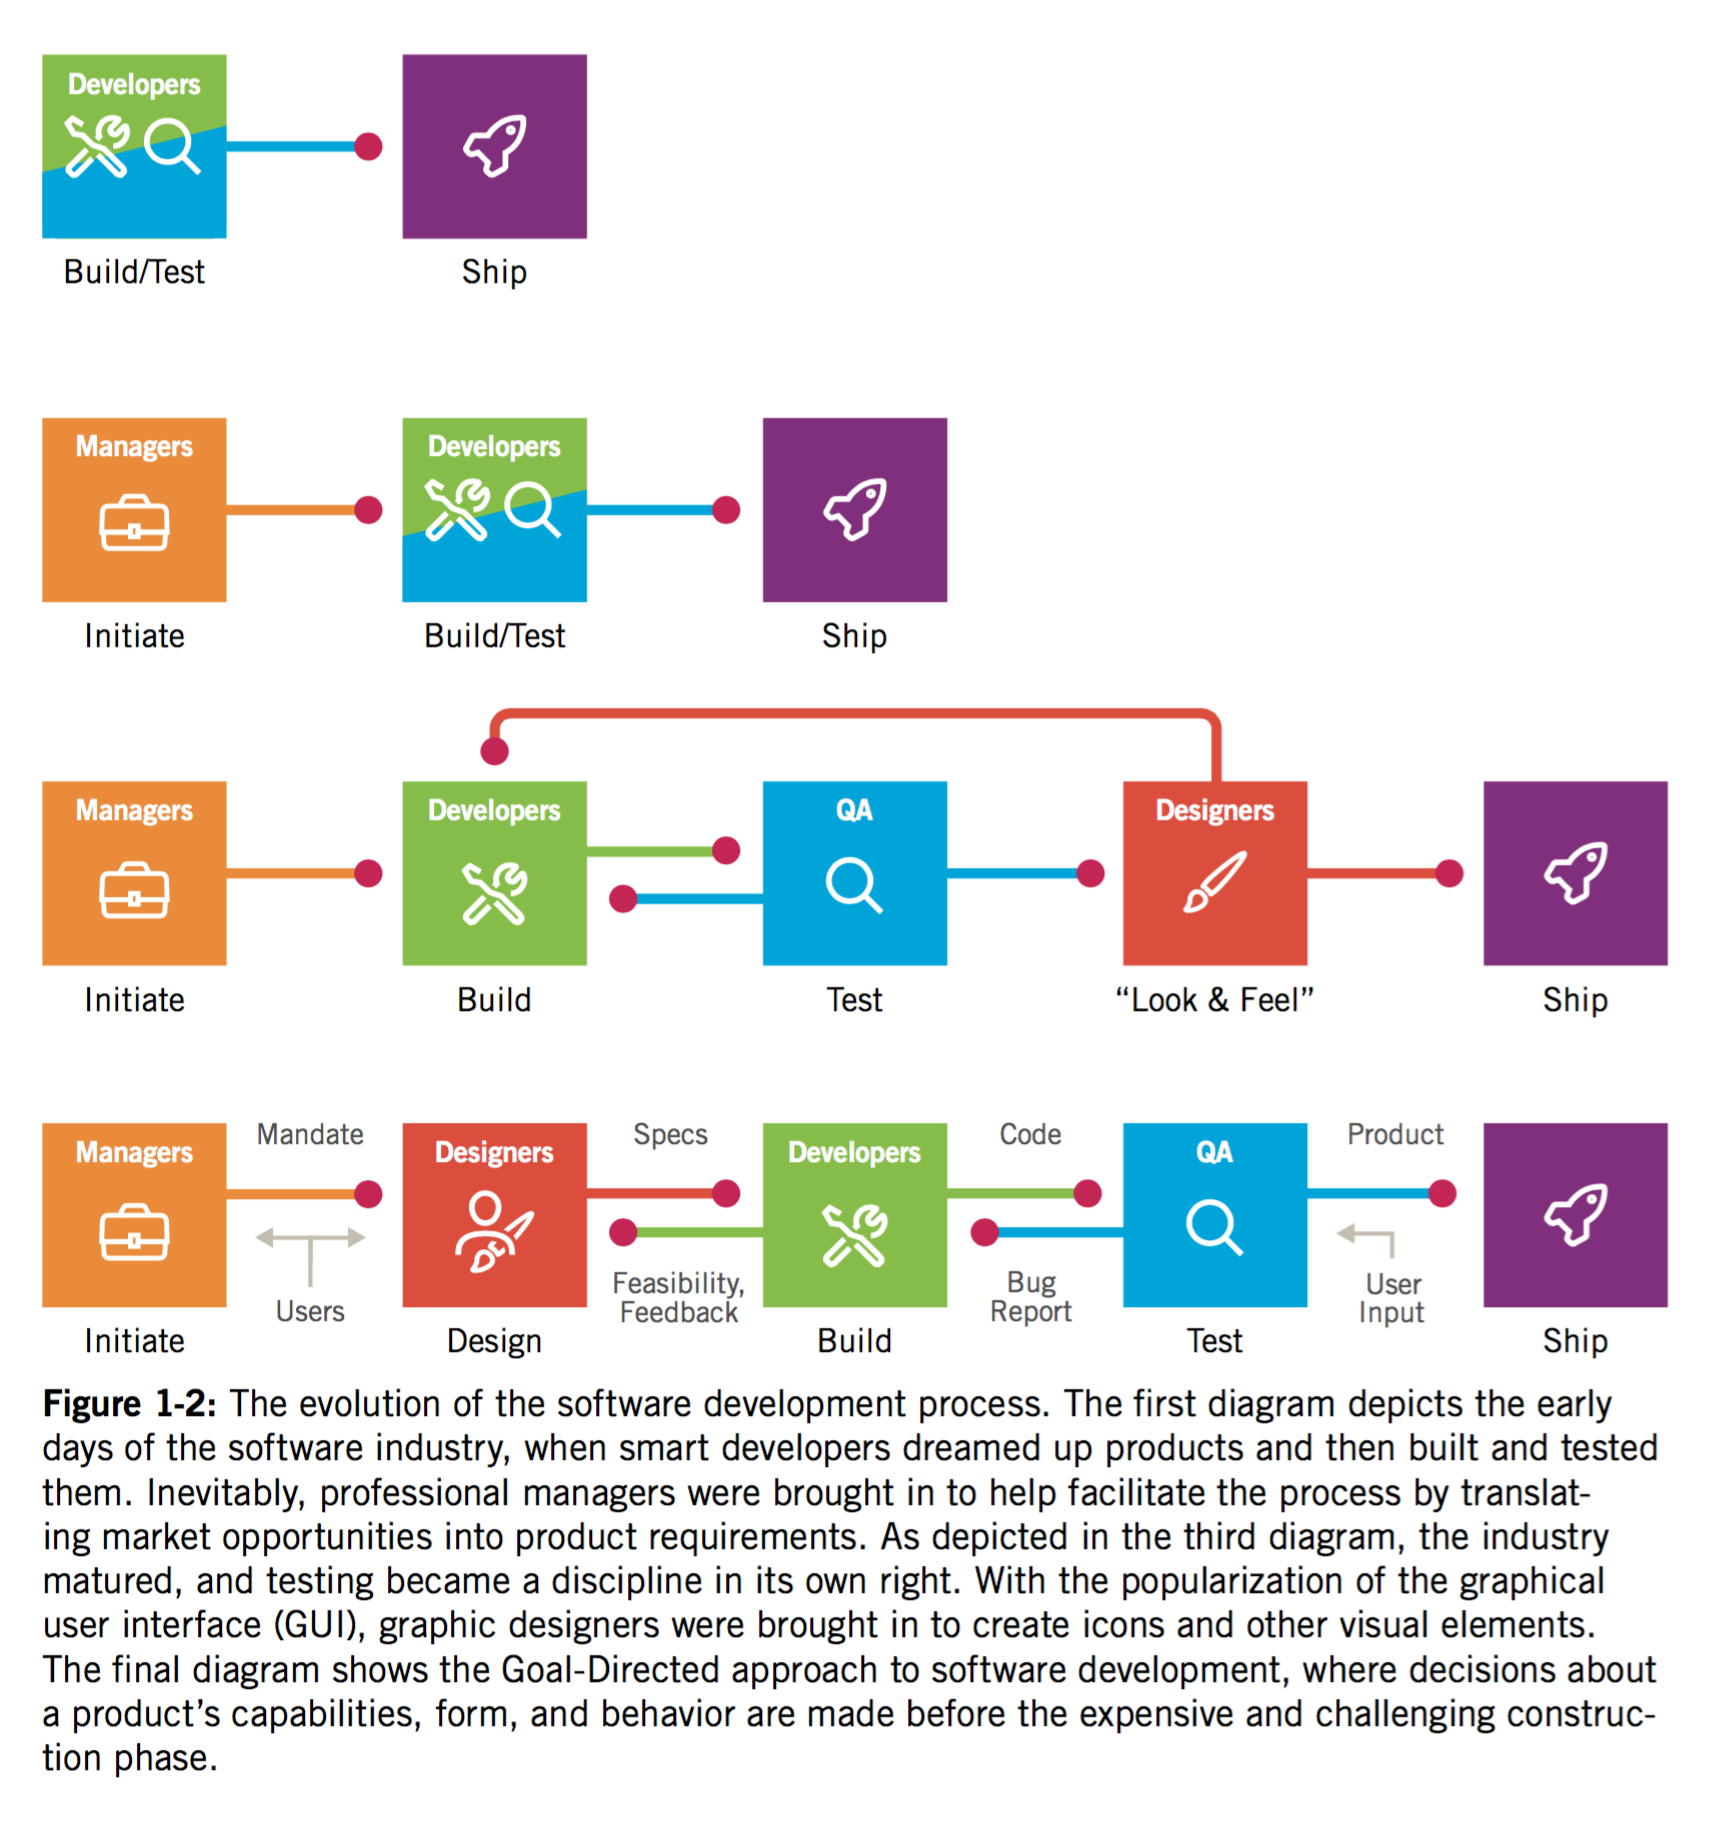 Developers
Build/Test
Ship
Managers
Developers
Initiate
Build/Test
Ship
Managers
Developers
QA
Designers
Initiate
Build
Test
“Look & Feel”
Ship
Managers
Mandate
Designers
Specs
Developers
Code
QA
Product
Users
Feasibility,
Feedback
Bug
Report
User
Input
Initiate
Design
Build
Test
Ship
Figure 1-2: The evolution of the software development process. The first diagram depicts the early
days of the software industry, when smart developers dreamed up products and then built and tested
them. Inevitably, professional managers were brought in to help facilitate the process by translat-
ing market opportunities into product requirements. As depicted in the third diagram, the industry
matured, and testing became a discipline in its own right. With the popularization of the graphical
user interface (GUI), graphic designers were brought in to create icons and other visual elements.
The final diagram shows the Goal-Directed approach to software development, where decisions about
a product’s capabilities, form, and behavior are made before the expensive and challenging construc-
tion phase.